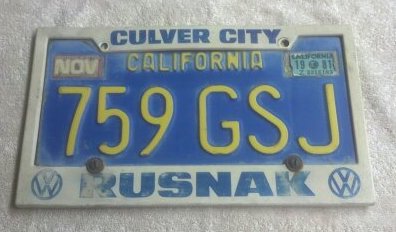 CULVER CITY
NOV CALIFORNIA CALIFORNIA
19 81
759 GSJ
RUSNAK